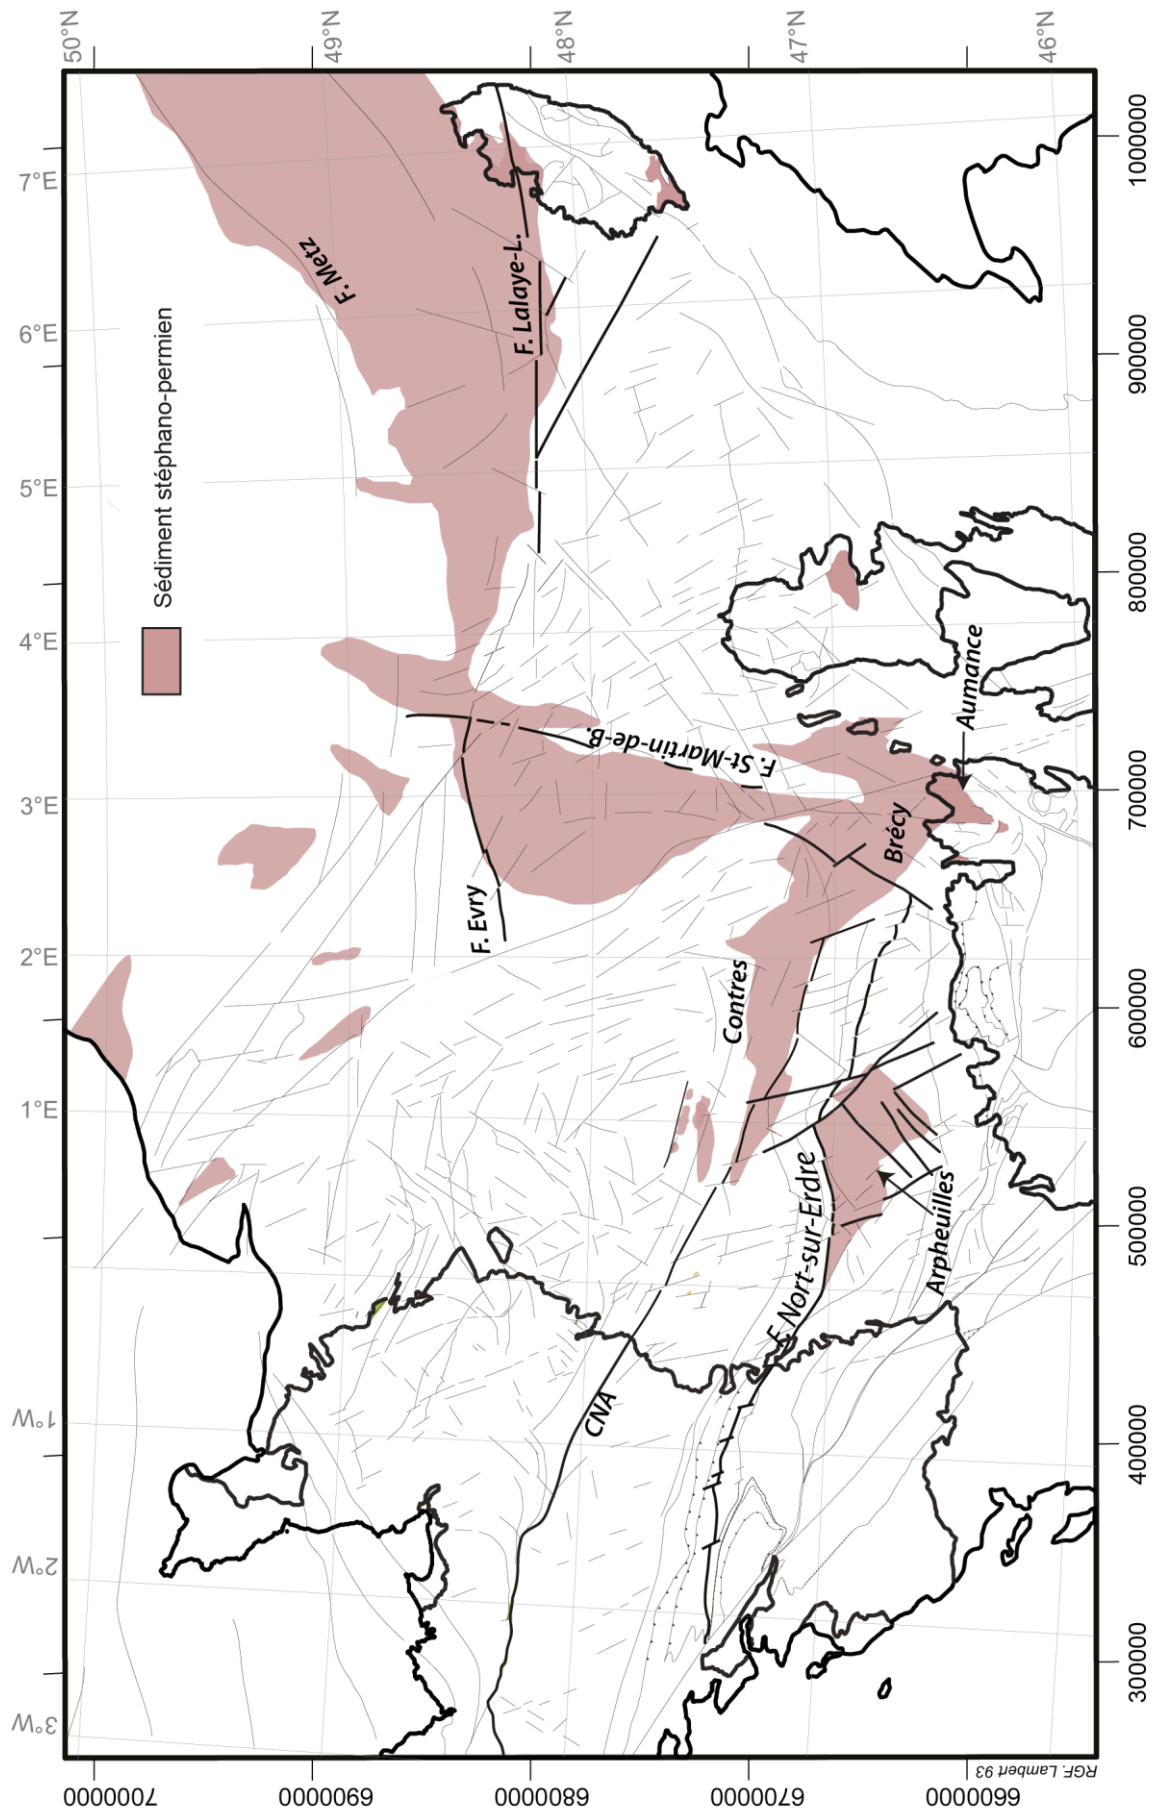 3°W
2°W
1°W
1°E
2°E
3°E
4°E
5°E
6°E
7°E
50°N
49°N
48°N
47°N
46°N
7000000
6900000
6800000
6700000
6600000
Sédiment stéphano-permien
F. Metz
F. Lalaye-L.
F. Evry
F. St-Martin-de-B.
CNA
Contres
F. Nort-sur-Erdre
Brécy
Arpheuilles
Aumance
RGF. Lambert 93
300000
400000
500000
600000
700000
800000
900000
1000000